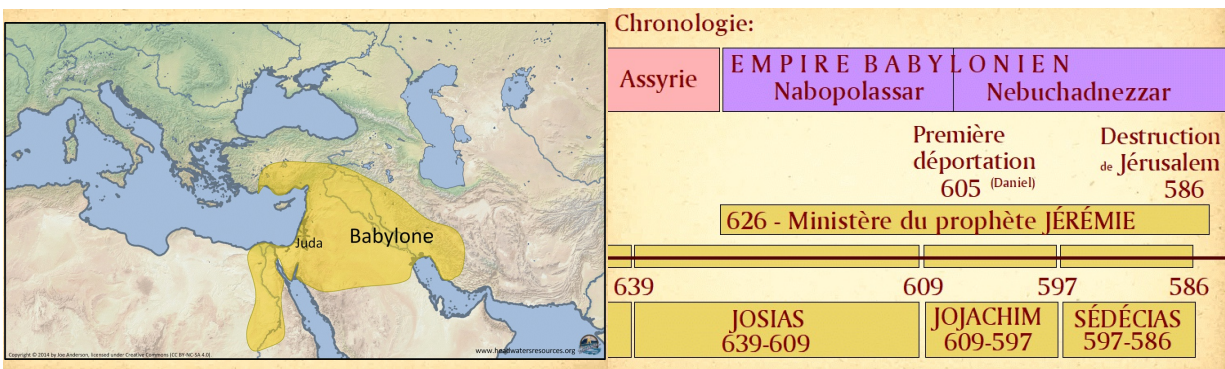 Juda
Babylone
Copyright © 2014 by Joe Anderson, licensed under Creative Commons (CC BY-NC-SA 4.0)
www.headwatersresources.org
Chronologie:
Assyrie
EMPIRE BABYLONIEN
Nabopolassar
Nebuchadnezzar
Première
déportation
605 (Daniel)
Destruction
de Jérusalem
586
626 - Ministère du prophète JÉRÉMIE
639
609
597
586
JOSIAS
639-609
JOJACHIM
609-597
SÉDÉCIAS
597-586